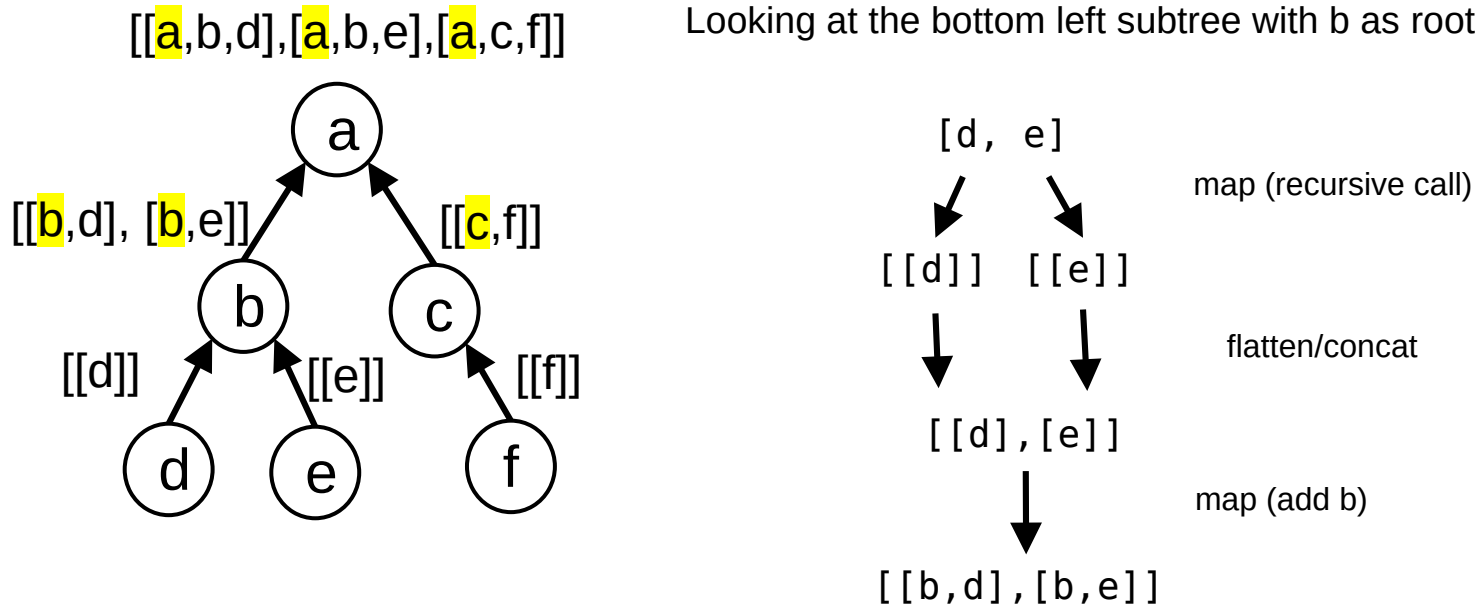 [[a,b,d],[a,b,e],[a,c,f]]
a
[[b,d], [b,e]]
[[c,f]]
b
c
[[d]]
[[e]]
[[f]]
d
e
f
Looking at the bottom left subtree with b as root
[d, e]
map (recursive call)
[[d]] [[e]]
flatten/concat
[[d],[e]]
map (add b)
[[b,d],[b,e]]